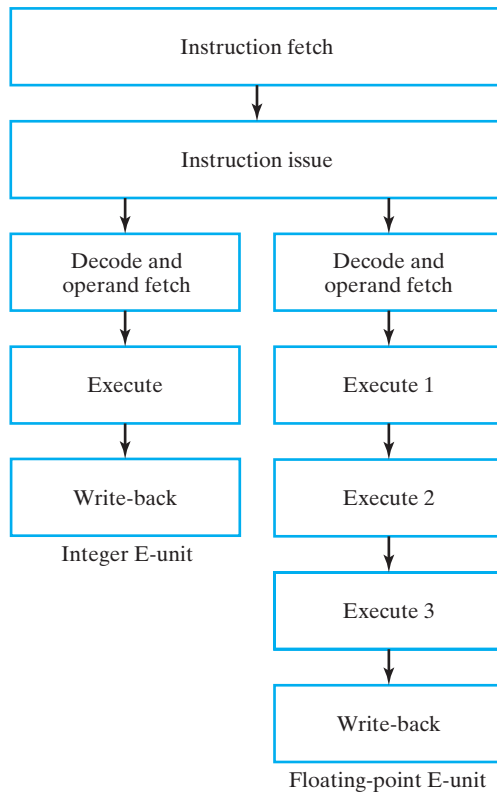 Instruction fetch
Instruction issue
Decode and
operand fetch
Execute
Write-back
Integer E-unit
Decode and
operand fetch
Execute 1
Execute 2
Execute 3
Write-back
Floating-point E-unit